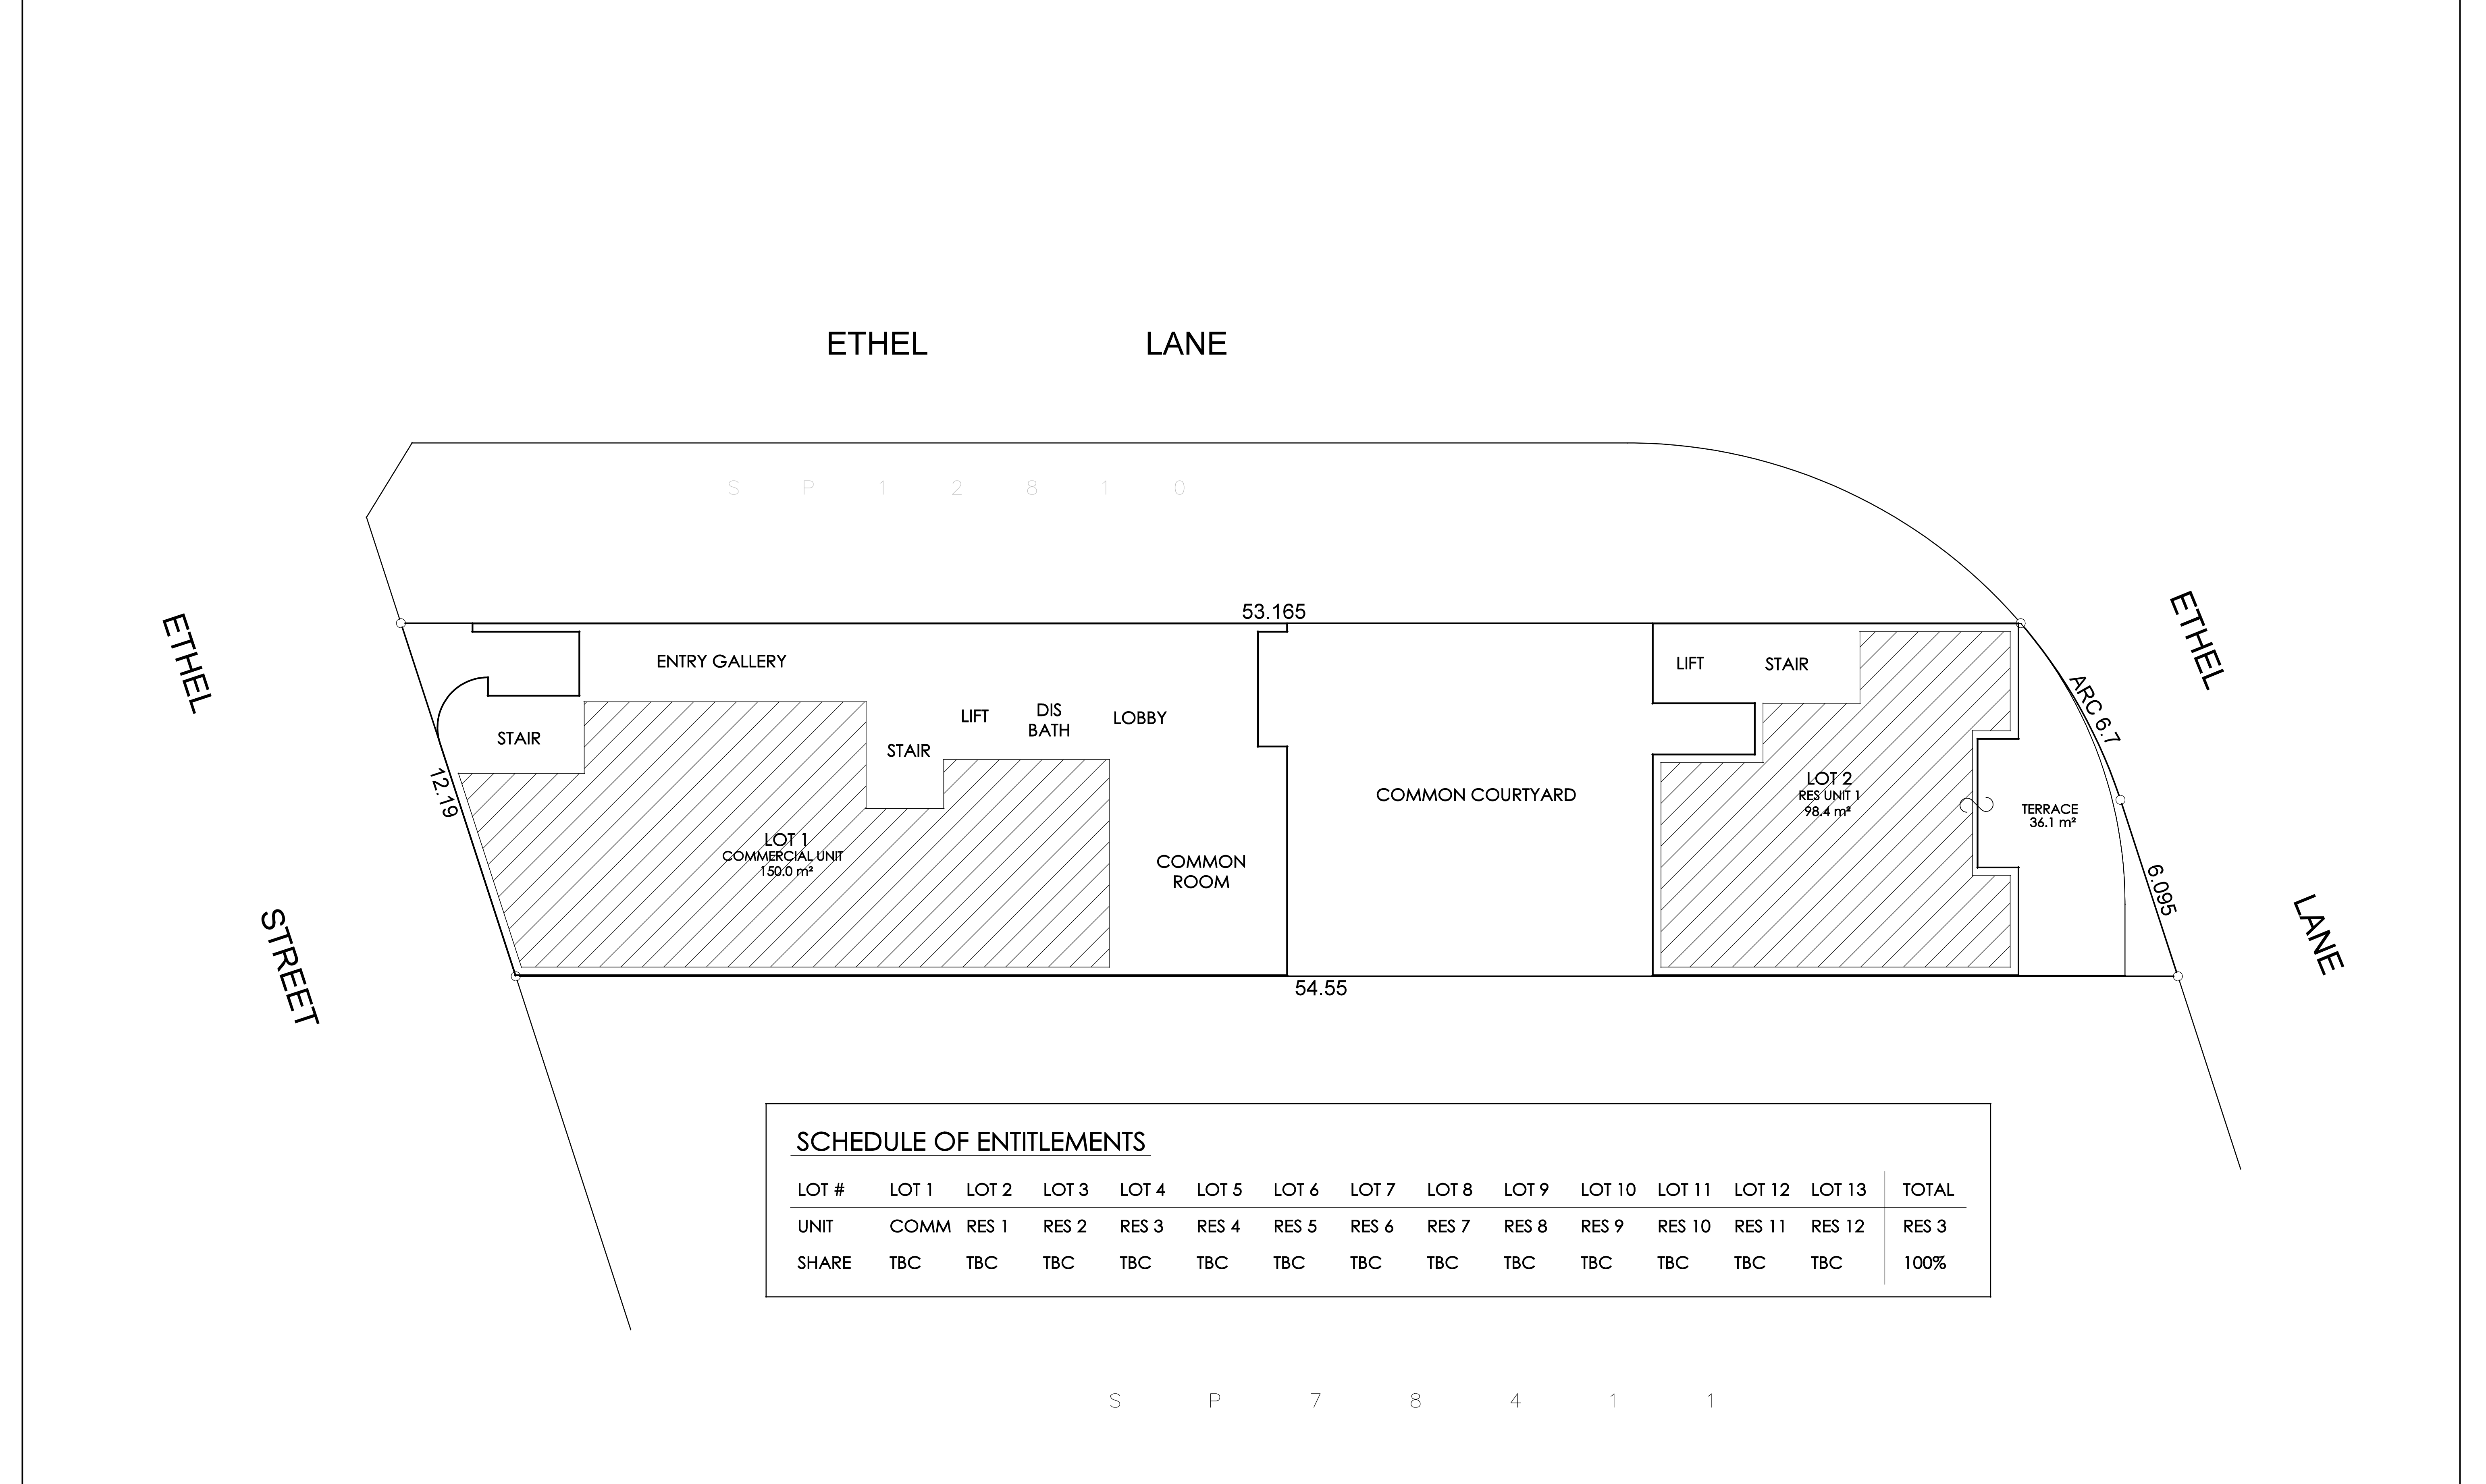 ETHEL LANE
S P 1 2 8 1 0
ETHEL STREET
ETHEL LANE
53.165
ARC 6.7
6.095
12.19
54.55
ENTRY GALLERY
STAIR
STAIR
LIFT
DIS
BATH
LOBBY
LOT 1
COMMERCIAL UNIT
150.0 m²
COMMON
ROOM
COMMON COURTYARD
LIFT
STAIR
LOT 2
RES UNIT 1
98.4 m²
TERRACE
36.1 m²
SCHEDULE OF ENTITLEMENTS
LOT # LOT 1 LOT 2 LOT 3 LOT 4 LOT 5 LOT 6 LOT 7 LOT 8 LOT 9 LOT 10 LOT 11 LOT 12 LOT 13 TOTAL
UNIT COMM RES 1 RES 2 RES 3 RES 4 RES 5 RES 6 RES 7 RES 8 RES 9 RES 10 RES 11 RES 12 RES 3
SHARE TBC TBC TBC TBC TBC TBC TBC TBC TBC TBC TBC TBC TBC 100%
S P 7 8 4 1 1